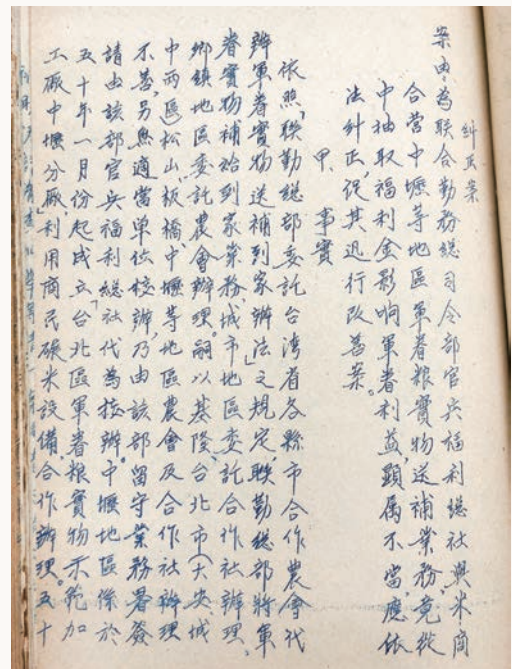 糾正案
案由:為聯合勤務總司令部官兵福利總社與米商
合营中壢等地區軍眷粮實物送補業務,竟從
中抽取福利金影响軍眷利益,顕属不當,應依
法糾正,促其迅行改善案。
甲、事實
依照「聯勤總部委託台湾省各縣市合作農會代
辦軍眷實物送補到家辦法」之規定,聯勤總部將軍
眷實物補給到家業務,城市地區委託合作社辦理,
鄉鎮地區委託農會辦理。嗣以基隆、台北市(大安、城
中兩區)松山、板橋、中壢等地區農會及合作社辦理
不善,另無適當单位接辦,乃由該部留守業務署簽
請由該部官兵福利總社代為接辦。中壢地區係於
五十年一月份起成立「台北區軍眷粮實物示範加
工廠中壢分廠」,利用商民碾米設備合作辦理。五十